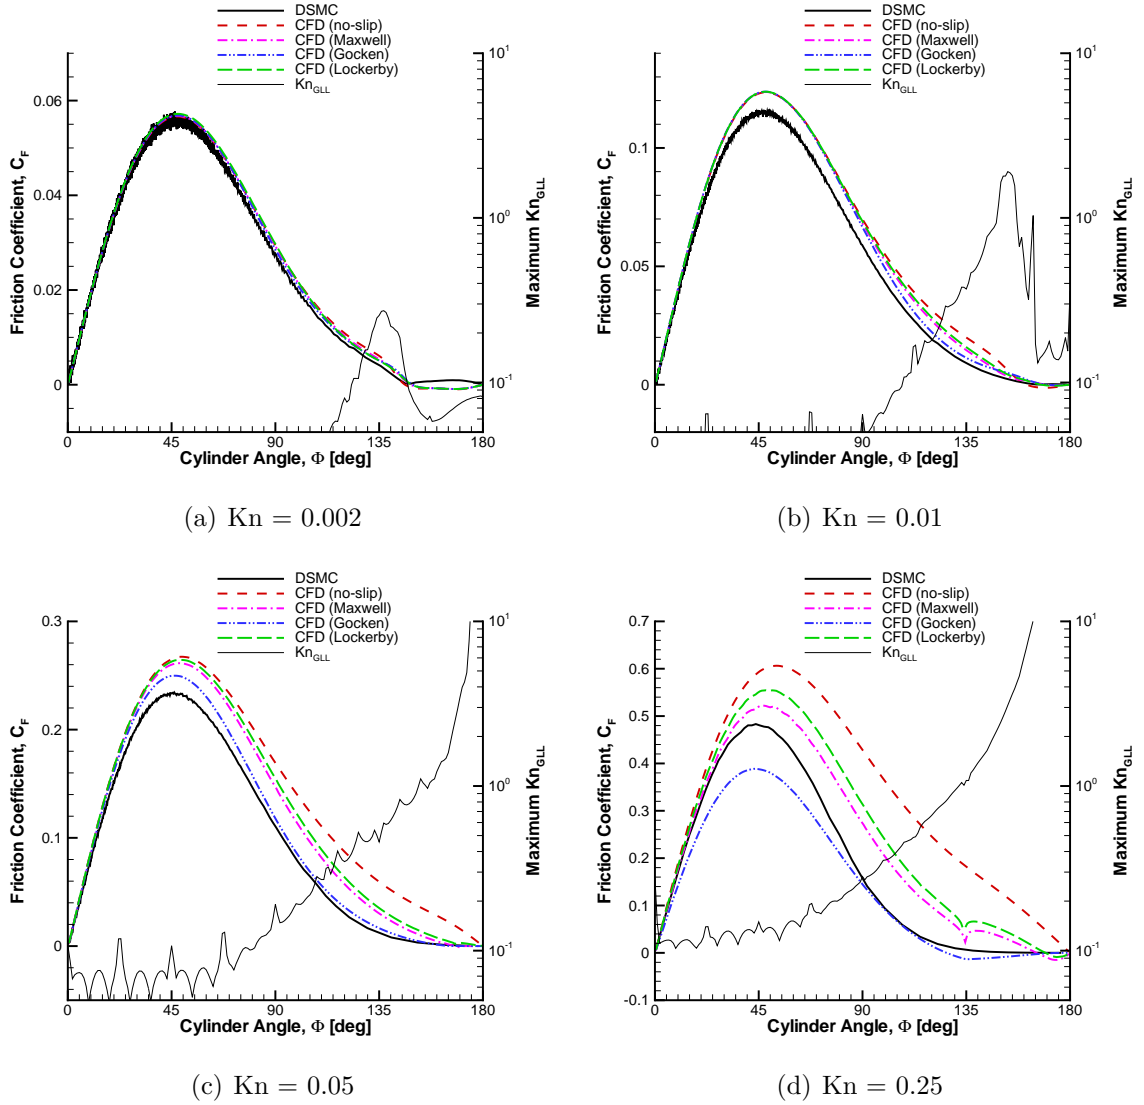 DSMC
CFD (no-slip)
CFD (Maxwell)
CFD (Gocken)
CFD (Lockerby)
Kn_GLL
Friction Coefficient, C_F
0.06
0.04
0.02
0
0 45 90 135 180
Cylinder Angle, Φ [deg]
10^1
10^0
10^-1
Maximum Kn_GLL
(a) Kn = 0.002
DSMC
CFD (no-slip)
CFD (Maxwell)
CFD (Gocken)
CFD (Lockerby)
Kn_GLL
Friction Coefficient, C_F
0.1
0.05
0
0 45 90 135 180
Cylinder Angle, Φ [deg]
10^1
10^0
10^-1
Maximum Kn_GLL
(b) Kn = 0.01
DSMC
CFD (no-slip)
CFD (Maxwell)
CFD (Gocken)
CFD (Lockerby)
Kn_GLL
Friction Coefficient, C_F
0.3
0.2
0.1
0
0 45 90 135 180
Cylinder Angle, Φ [deg]
10^1
10^0
10^-1
Maximum Kn_GLL
(c) Kn = 0.05
DSMC
CFD (no-slip)
CFD (Maxwell)
CFD (Gocken)
CFD (Lockerby)
Kn_GLL
Friction Coefficient, C_F
0.7
0.6
0.5
0.4
0.3
0.2
0.1
0
-0.1
0 45 90 135 180
Cylinder Angle, Φ [deg]
10^1
10^0
10^-1
Maximum Kn_GLL
(d) Kn = 0.25